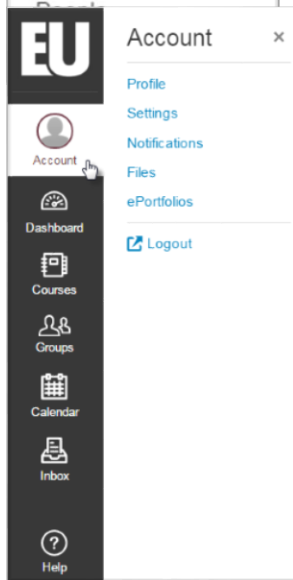 EU
Account
Dashboard
Courses
Groups
Calendar
Inbox
Help
Account ×
Profile
Settings
Notifications
Files
ePortfolios
Logout